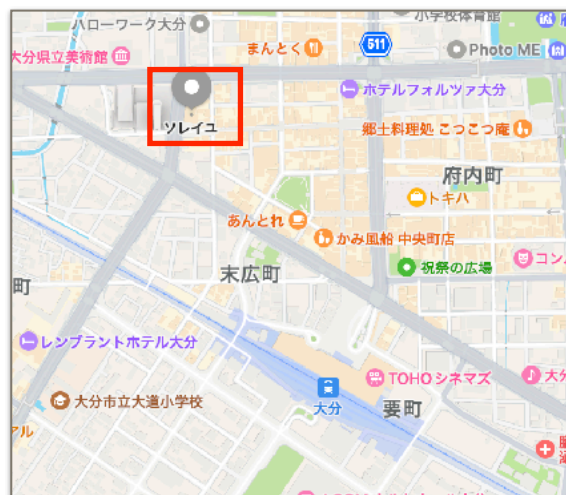 ハローワーク大分
小学校体育館
大分県立美術館
まんとく
511
Photo ME
ホテルフォルツァ大分
ソレイユ
郷土料理処 こつこつ庵
府内町
トキハ
あんとれ
かみ風船 中央町店
末広町
祝祭の広場
コン
町
レンブラントホテル大分
TOHOシネマズ
大分
大分
大分市立大道小学校
要町
アル